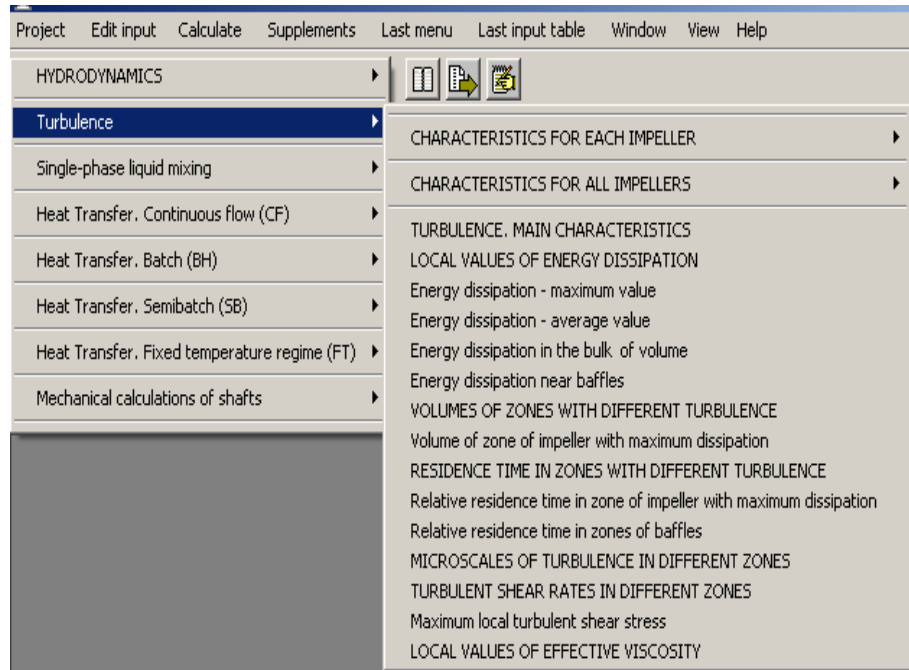 Project Edit input Calculate Supplements Last menu Last input table Window View Help
HYDRODYNAMICS
Turbulence
Single-phase liquid mixing
Heat Transfer. Continuous flow (CF)
Heat Transfer. Batch (BH)
Heat Transfer. Semibatch (SB)
Heat Transfer. Fixed temperature regime (FT)
Mechanical calculations of shafts
CHARACTERISTICS FOR EACH IMPELLER
CHARACTERISTICS FOR ALL IMPELLERS
TURBULENCE. MAIN CHARACTERISTICS
LOCAL VALUES OF ENERGY DISSIPATION
Energy dissipation - maximum value
Energy dissipation - average value
Energy dissipation in the bulk of volume
Energy dissipation near baffles
VOLUMES OF ZONES WITH DIFFERENT TURBULENCE
Volume of zone of impeller with maximum dissipation
RESIDENCE TIME IN ZONES WITH DIFFERENT TURBULENCE
Relative residence time in zone of impeller with maximum dissipation
Relative residence time in zones of baffles
MICROSCALES OF TURBULENCE IN DIFFERENT ZONES
TURBULENT SHEAR RATES IN DIFFERENT ZONES
Maximum local turbulent shear stress
LOCAL VALUES OF EFFECTIVE VISCOSITY